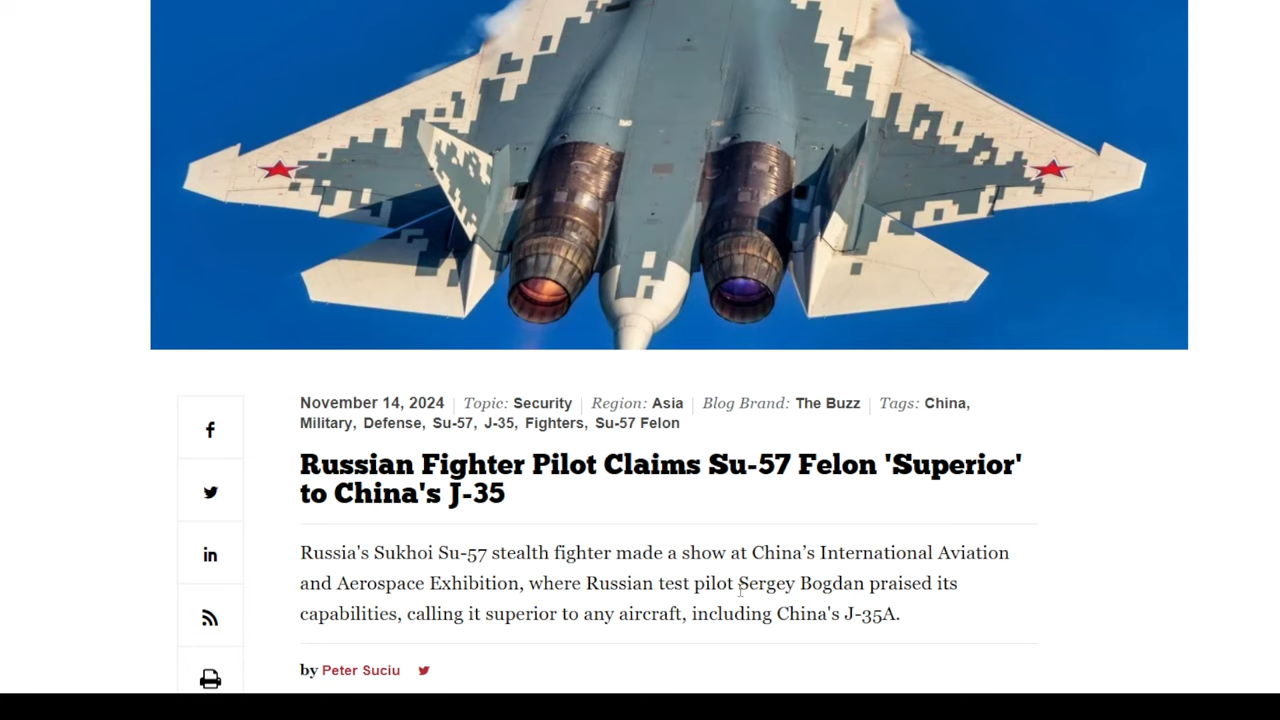 November 14, 2024 | Topic: Security | Region: Asia | Blog Brand: The Buzz | Tags: China,
Military, Defense, Su-57, J-35, Fighters, Su-57 Felon
Russian Fighter Pilot Claims Su-57 Felon 'Superior'
to China's J-35
Russia's Sukhoi Su-57 stealth fighter made a show at China’s International Aviation
and Aerospace Exhibition, where Russian test pilot Sergey Bogdan praised its
capabilities, calling it superior to any aircraft, including China's J-35A.
by Peter Suciu